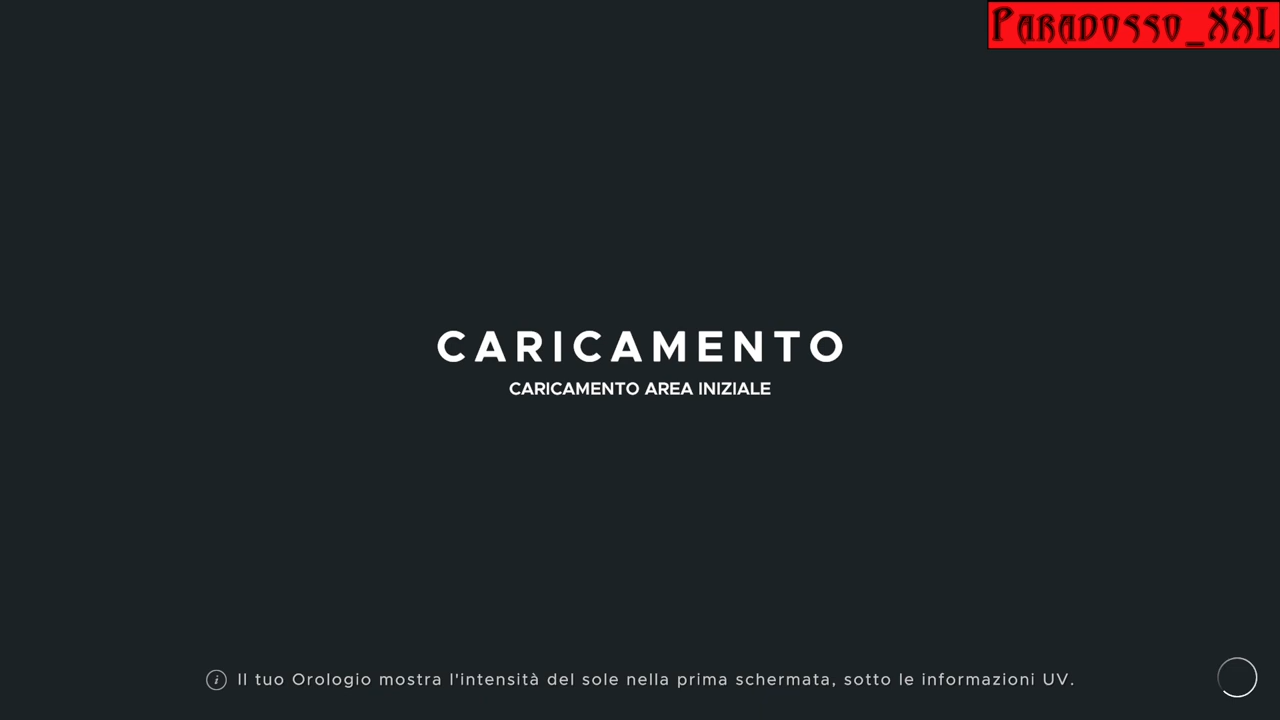 Paradosso_XXL
CARICAMENTO
CARICAMENTO AREA INIZIALE
Il tuo Orologio mostra l'intensità del sole nella prima schermata, sotto le informazioni UV.